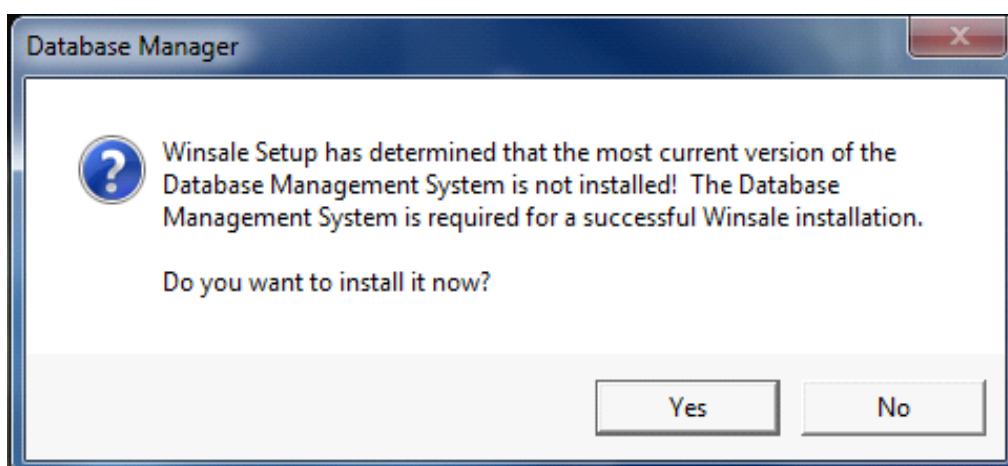 Database Manager
Winsale Setup has determined that the most current version of the
Database Management System is not installed!  The Database
Management System is required for a successful Winsale installation.
Do you want to install it now?
Yes
No